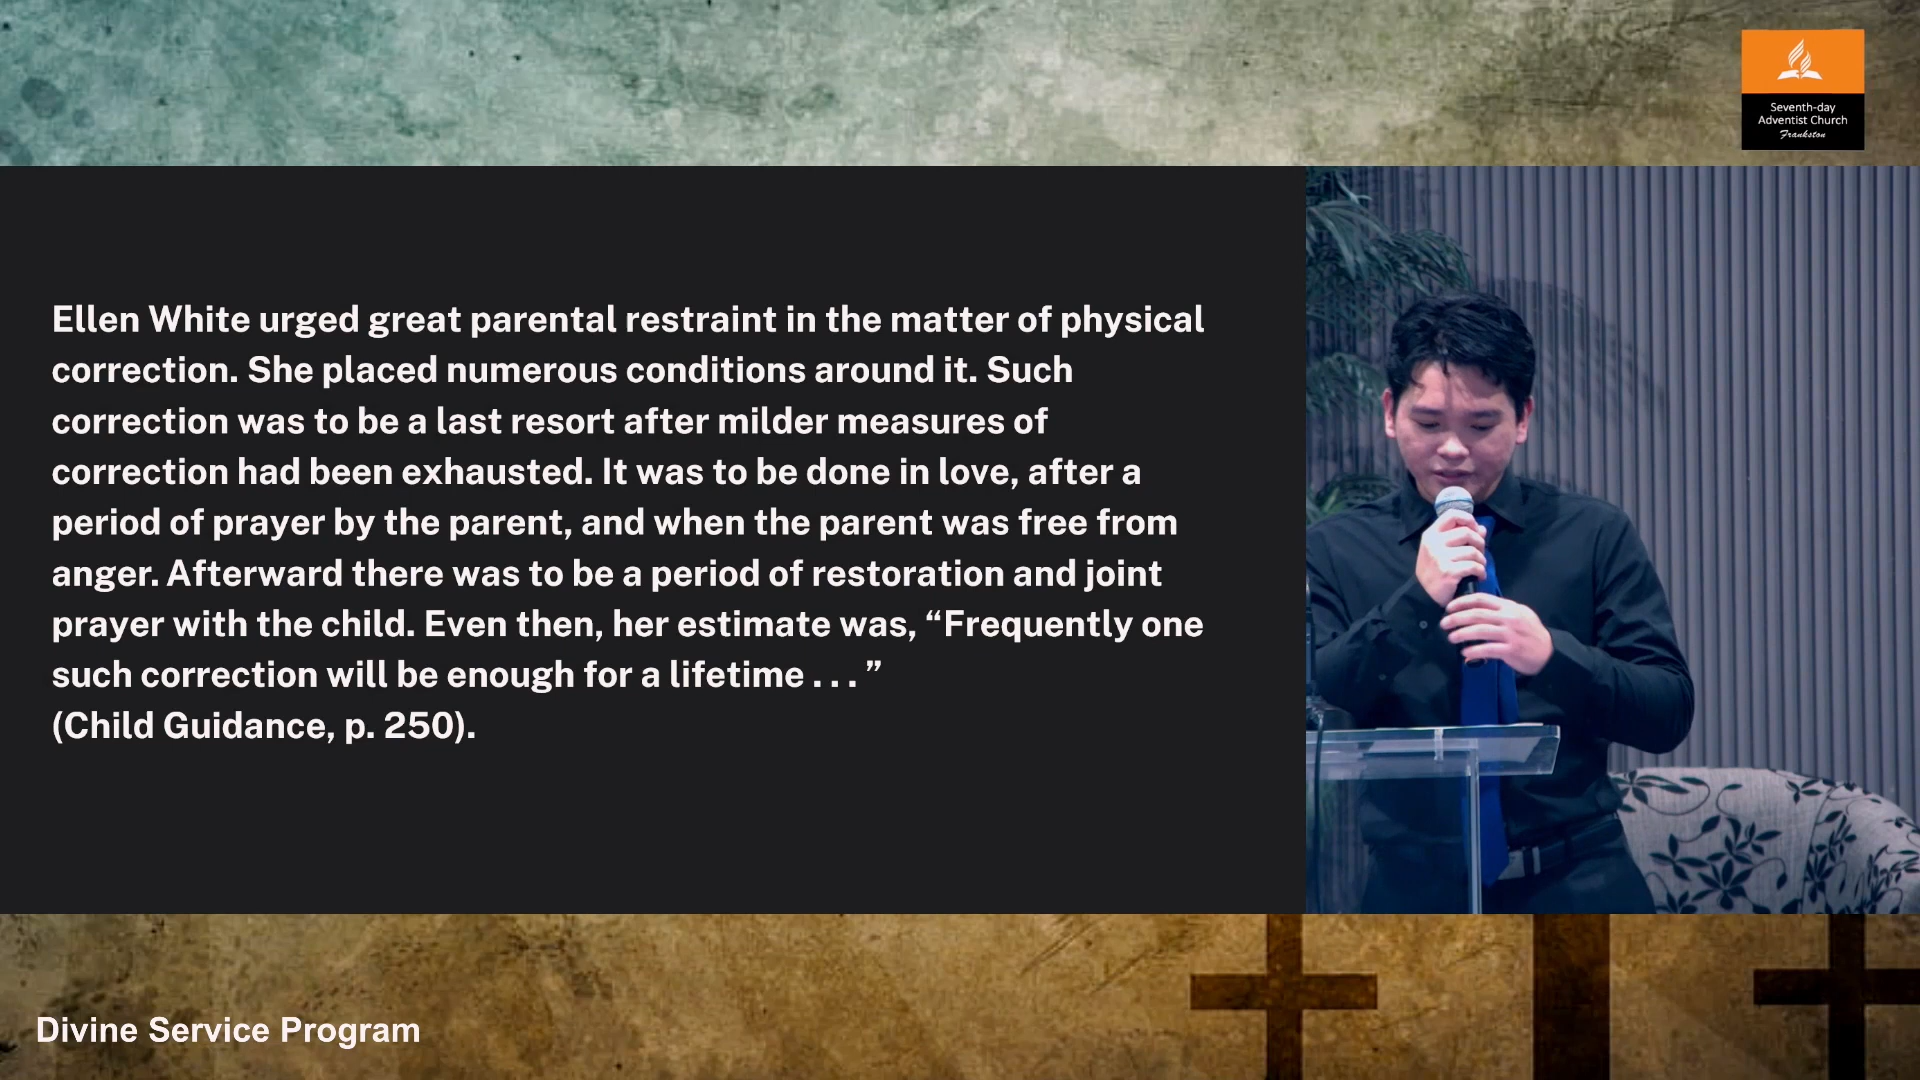 Seventh-day
Adventist Church
Frankston
Ellen White urged great parental restraint in the matter of physical
correction. She placed numerous conditions around it. Such
correction was to be a last resort after milder measures of
correction had been exhausted. It was to be done in love, after a
period of prayer by the parent, and when the parent was free from
anger. Afterward there was to be a period of restoration and joint
prayer with the child. Even then, her estimate was, “Frequently one
such correction will be enough for a lifetime . . . ”
(Child Guidance, p. 250).
Divine Service Program